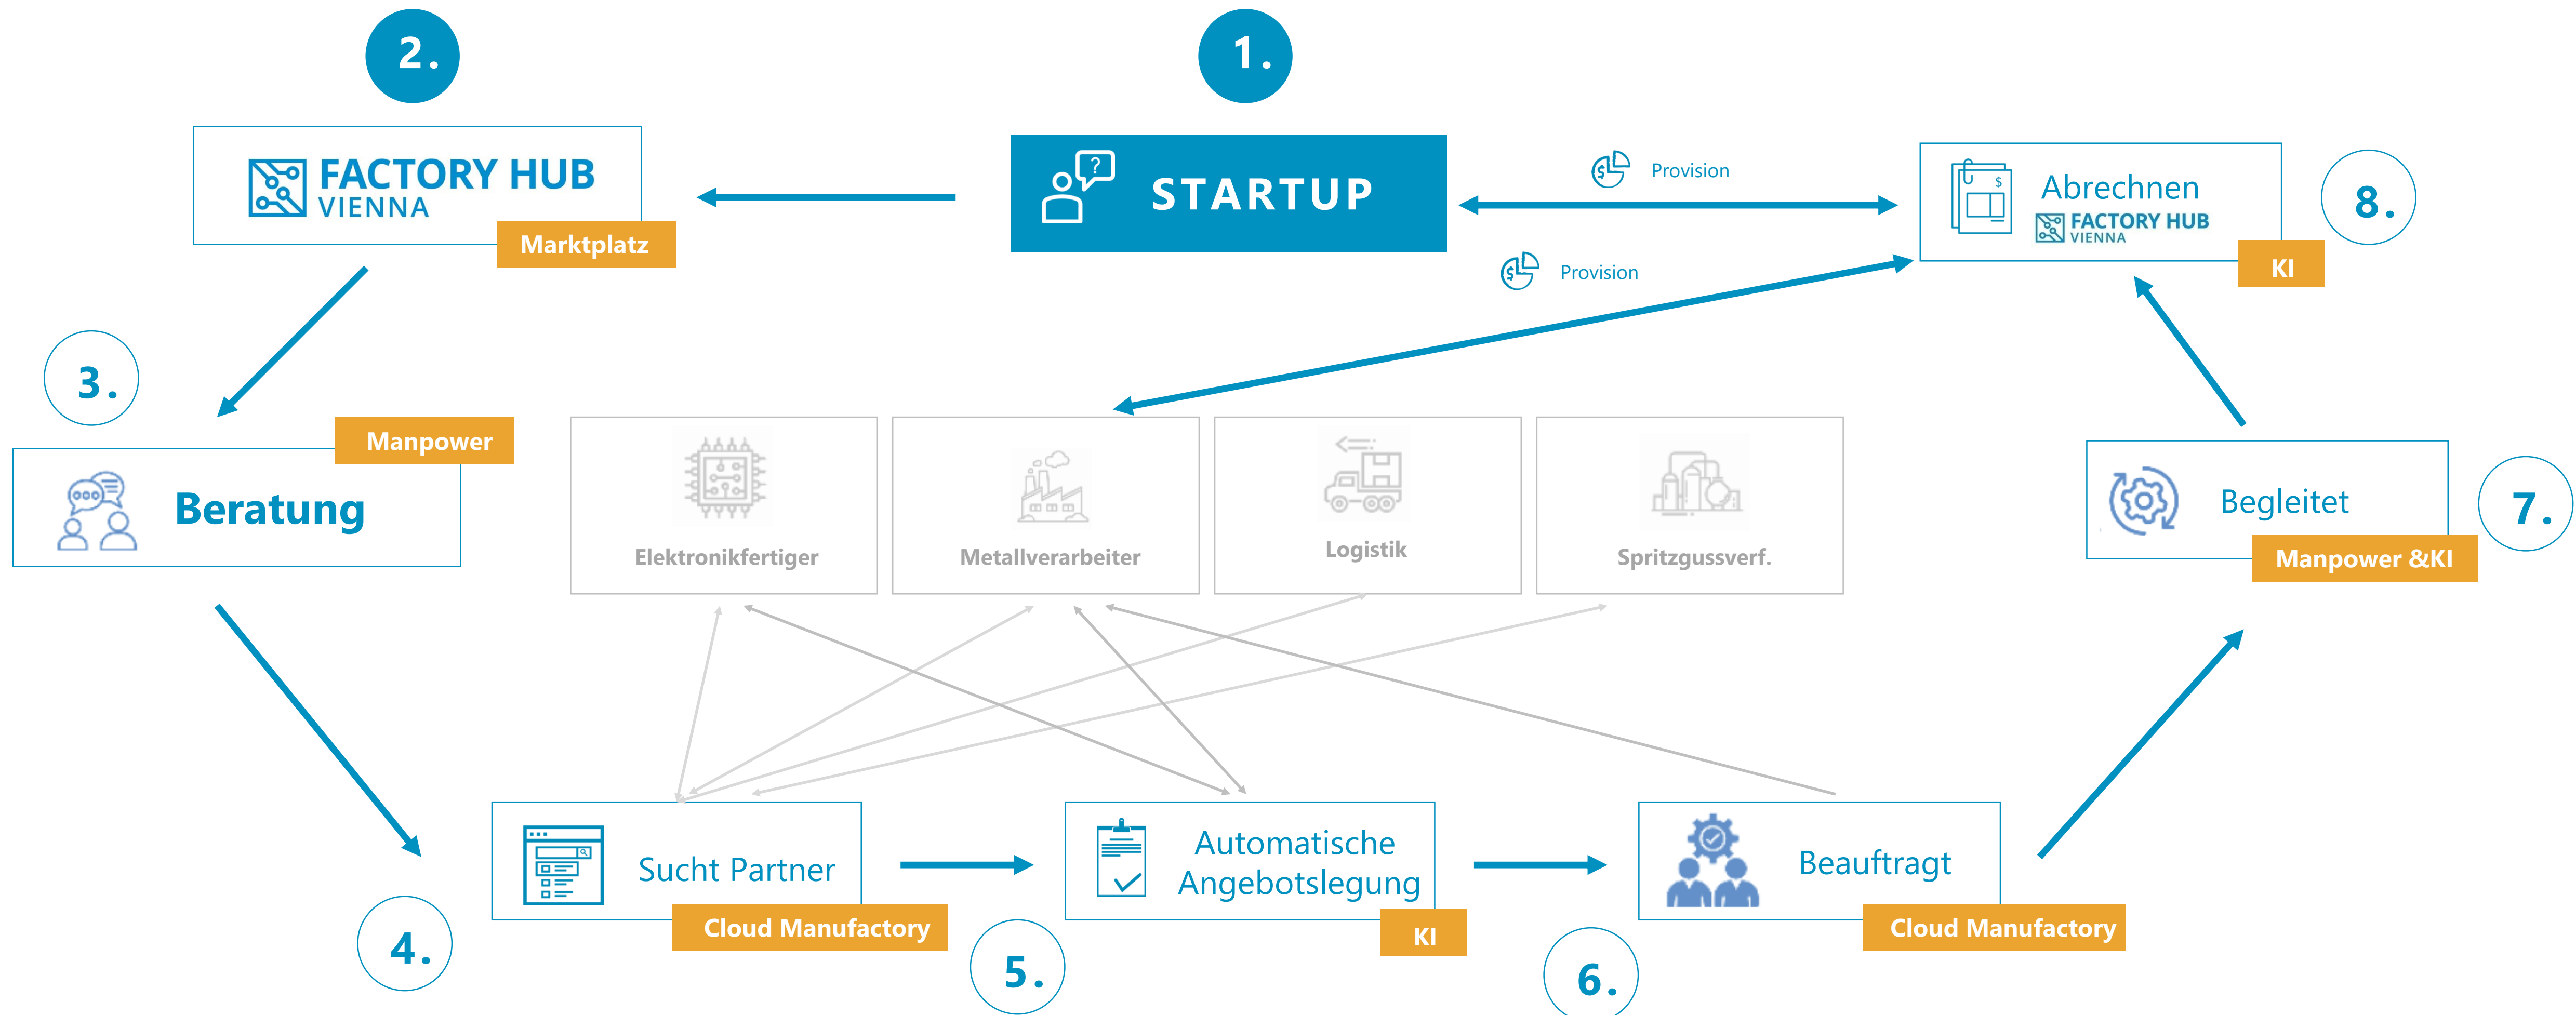 2.
1.
FACTORY HUB
VIENNA
Marktplatz
?
STARTUP
$
Provision
$
Abrechnen
FACTORY HUB
VIENNA
KI
8.
$
Provision
3.
Manpower
Beratung
Elektronikfertiger
Metallverarbeiter
Logistik
Spritzgussverf.
Begleitet
Manpower &KI
7.
Sucht Partner
Cloud Manufactory
4.
Automatische
Angebotslegung
KI
5.
Beauftragt
Cloud Manufactory
6.